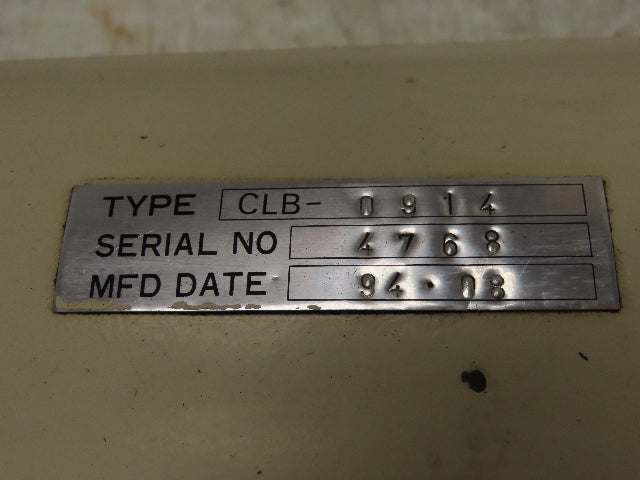 TYPE CLB- 0914
SERIAL NO 4768
MFD DATE 94·08